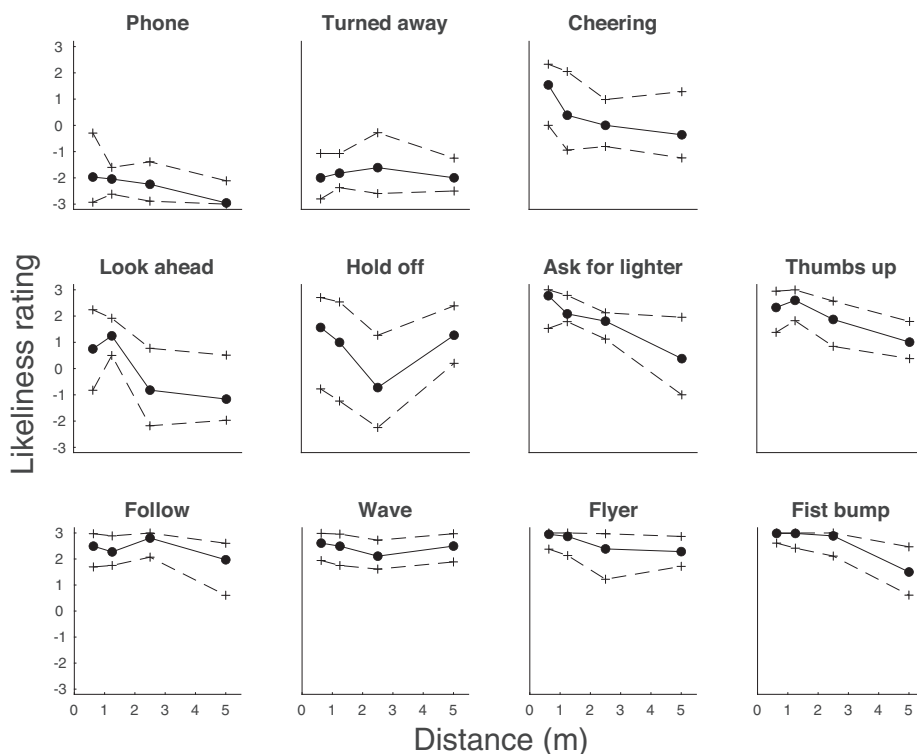 Phone
Turned away
Cheering
3
2
1
0
-1
-2
-3
Look ahead
Hold off
Ask for lighter
Thumbs up
3
2
1
0
-1
-2
-3
Likeliness rating
Follow
Wave
Flyer
Fist bump
3
2
1
0
-1
-2
-3
0 1 2 3 4 5
0 1 2 3 4 5
0 1 2 3 4 5
0 1 2 3 4 5
Distance (m)